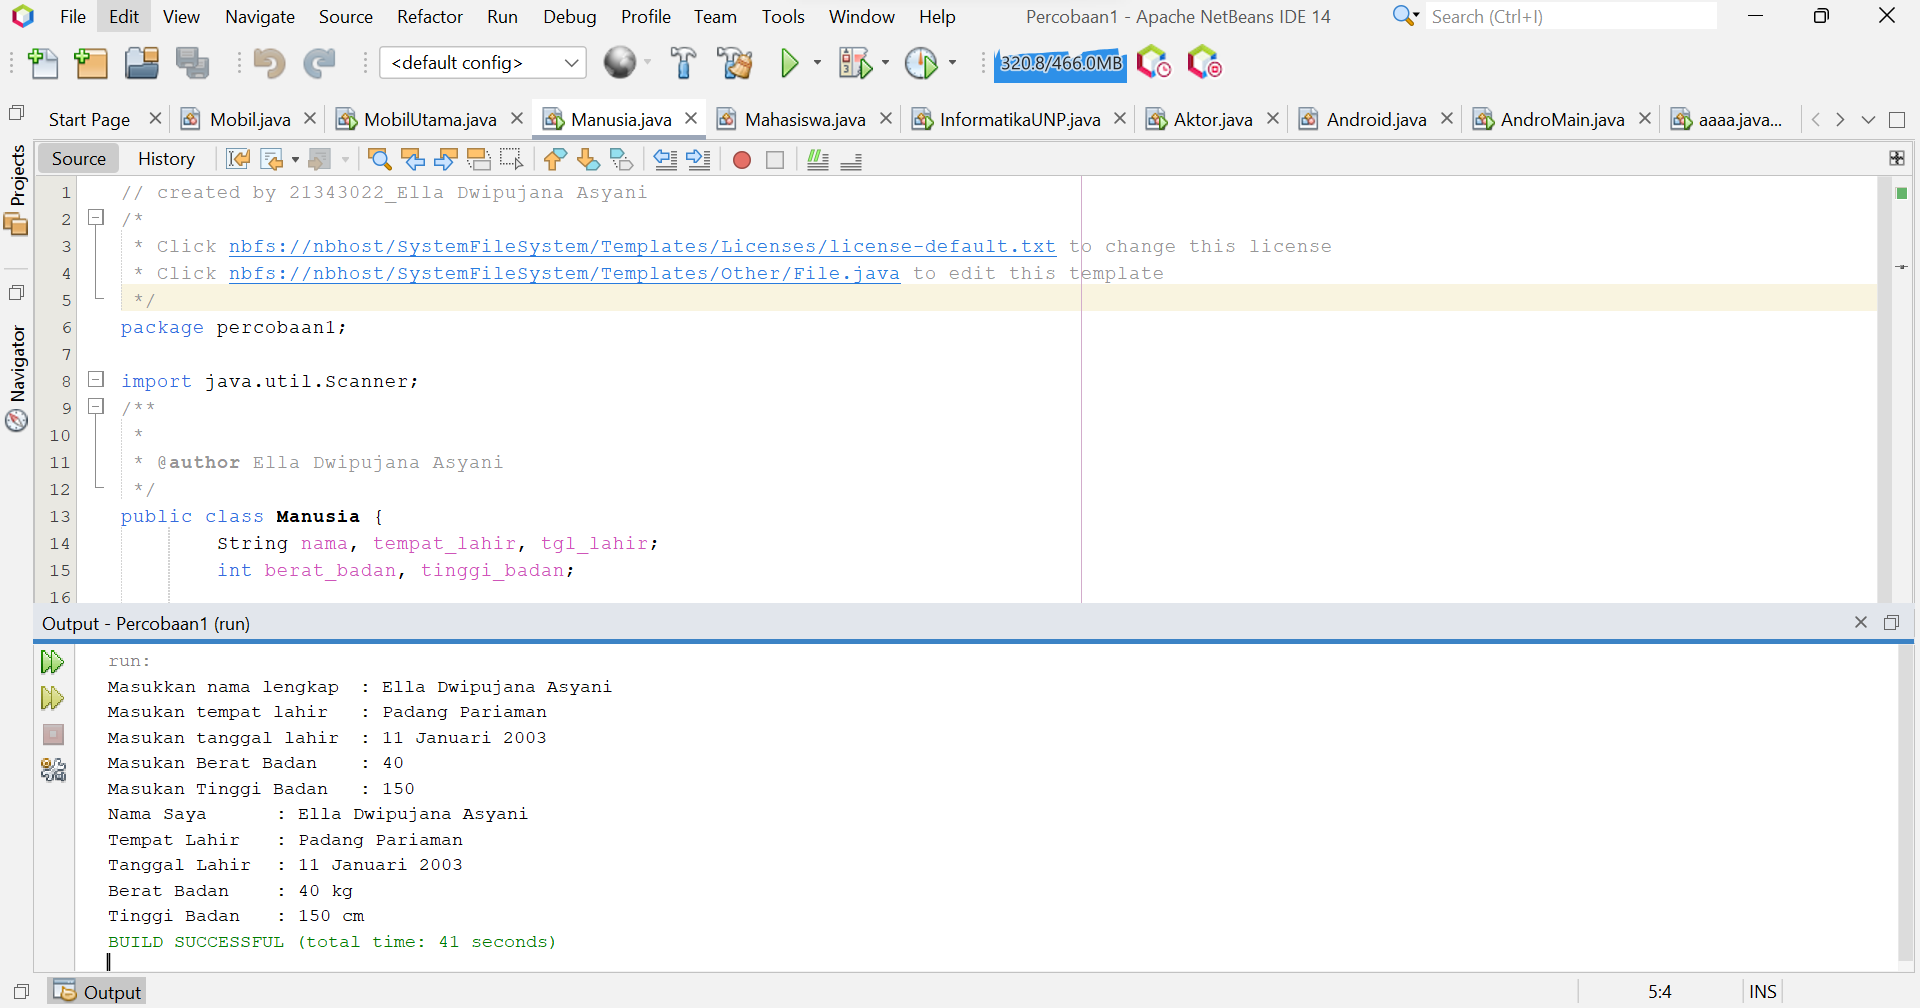 File Edit View Navigate Source Refactor Run Debug Profile Team Tools Window Help Percobaan1 - Apache NetBeans IDE 14 Search (Ctrl+I)
<default config> 320.8/466.0MB
Start Page Mobil.java MobilUtama.java Manusia.java Mahasiswa.java InformatikaUNP.java Aktor.java Android.java AndroMain.java aaaa.java...
Projects
Navigator
Source History
1 // created by 21343022_Ella Dwipujana Asyani
2 /*
3 * Click nbfs://nbhost/SystemFileSystem/Templates/Licenses/license-default.txt to change this license
4 * Click nbfs://nbhost/SystemFileSystem/Templates/Other/File.java to edit this template
5 */
6 package percobaan1;
7
8 import java.util.Scanner;
9 /**
10 *
11 * @author Ella Dwipujana Asyani
12 */
13 public class Manusia {
14 String nama, tempat_lahir, tgl_lahir;
15 int berat_badan, tinggi_badan;
16
Output - Percobaan1 (run)
run:
Masukkan nama lengkap : Ella Dwipujana Asyani
Masukan tempat lahir : Padang Pariaman
Masukan tanggal lahir : 11 Januari 2003
Masukan Berat Badan : 40
Masukan Tinggi Badan : 150
Nama Saya : Ella Dwipujana Asyani
Tempat Lahir : Padang Pariaman
Tanggal Lahir : 11 Januari 2003
Berat Badan : 40 kg
Tinggi Badan : 150 cm
BUILD SUCCESSFUL (total time: 41 seconds)
Output 5:4 INS